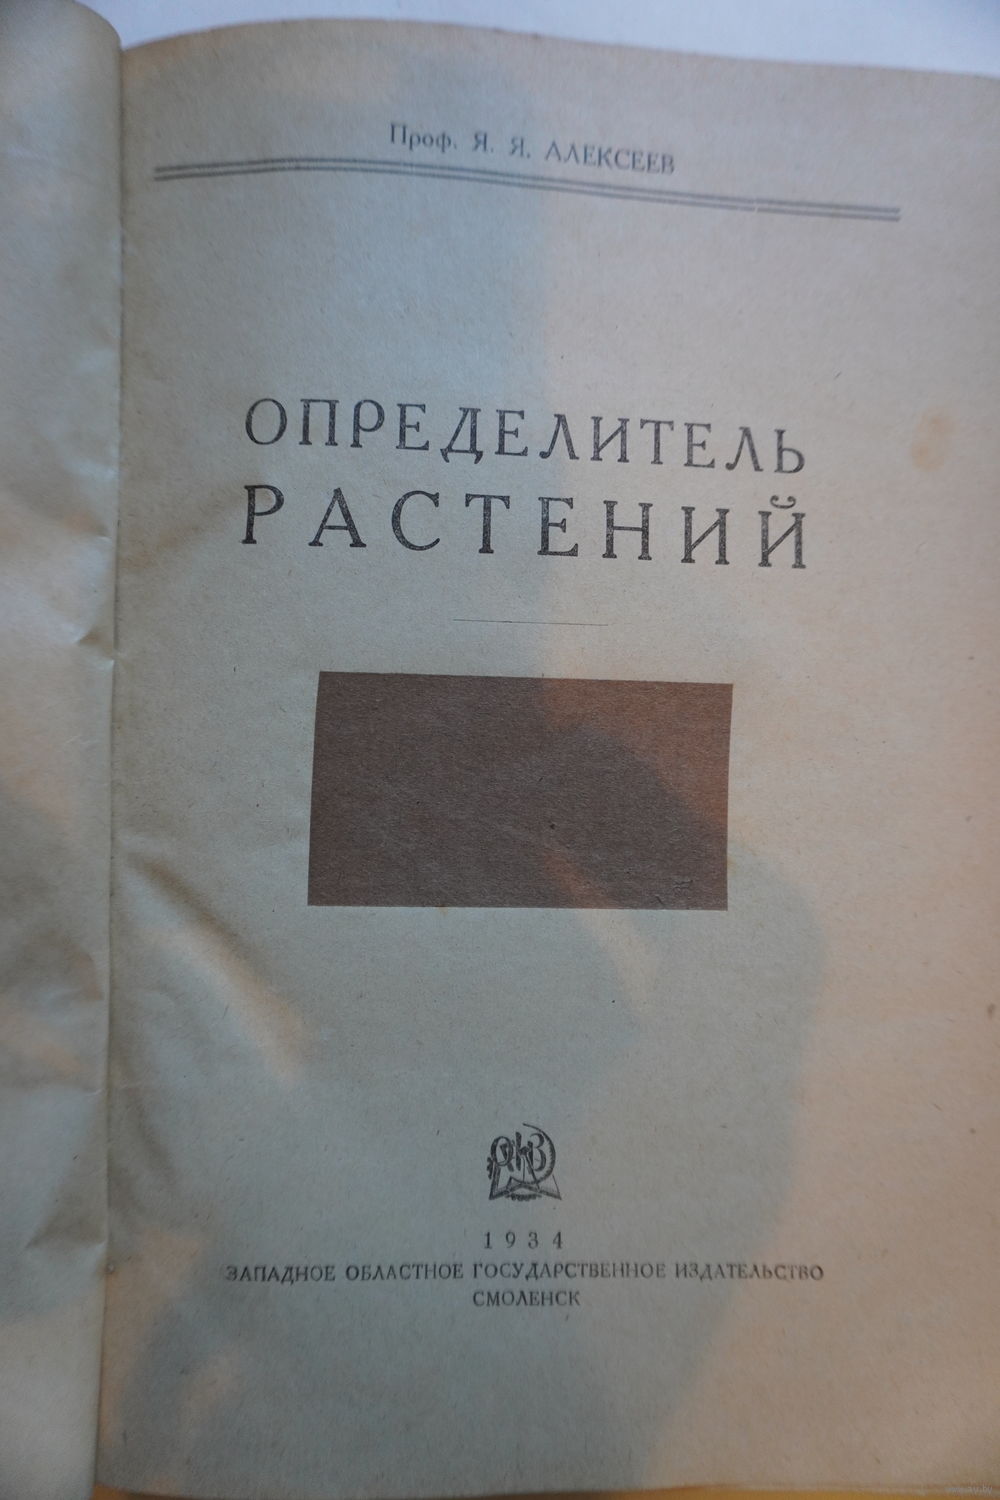 Проф. Я. Я. АЛЕКСЕЕВ
ОПРЕДЕЛИТЕЛЬ
РАСТЕНИЙ
1934
ЗАПАДНОЕ ОБЛАСТНОЕ ГОСУДАРСТВЕННОЕ ИЗДАТЕЛЬСТВО
СМОЛЕНСК